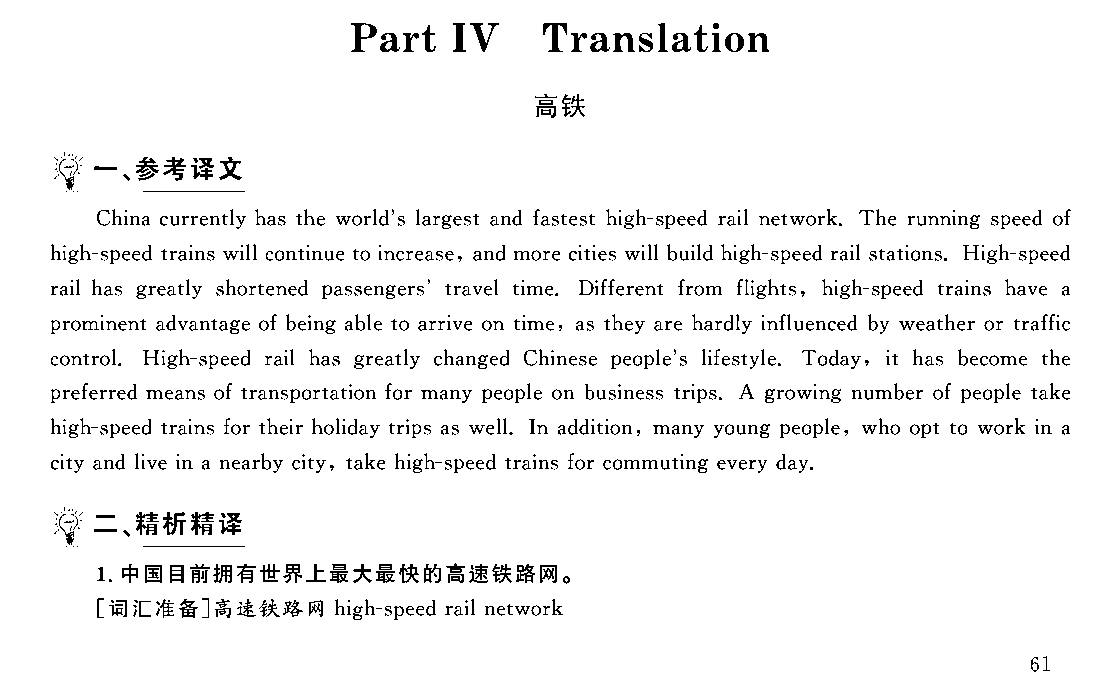 Part IV Translation
高铁
一、参考译文
China currently has the world's largest and fastest high-speed rail network. The running speed of
high-speed trains will continue to increase, and more cities will build high-speed rail stations. High-speed
rail has greatly shortened passengers' travel time. Different from flights, high-speed trains have a
prominent advantage of being able to arrive on time, as they are hardly influenced by weather or traffic
control. High-speed rail has greatly changed Chinese people's lifestyle. Today, it has become the
preferred means of transportation for many people on business trips. A growing number of people take
high-speed trains for their holiday trips as well. In addition, many young people, who opt to work in a
city and live in a nearby city, take high-speed trains for commuting every day.
二、精析精译
1. 中国目前拥有世界上最大最快的高速铁路网。
[词汇准备]高速铁路网 high-speed rail network
61